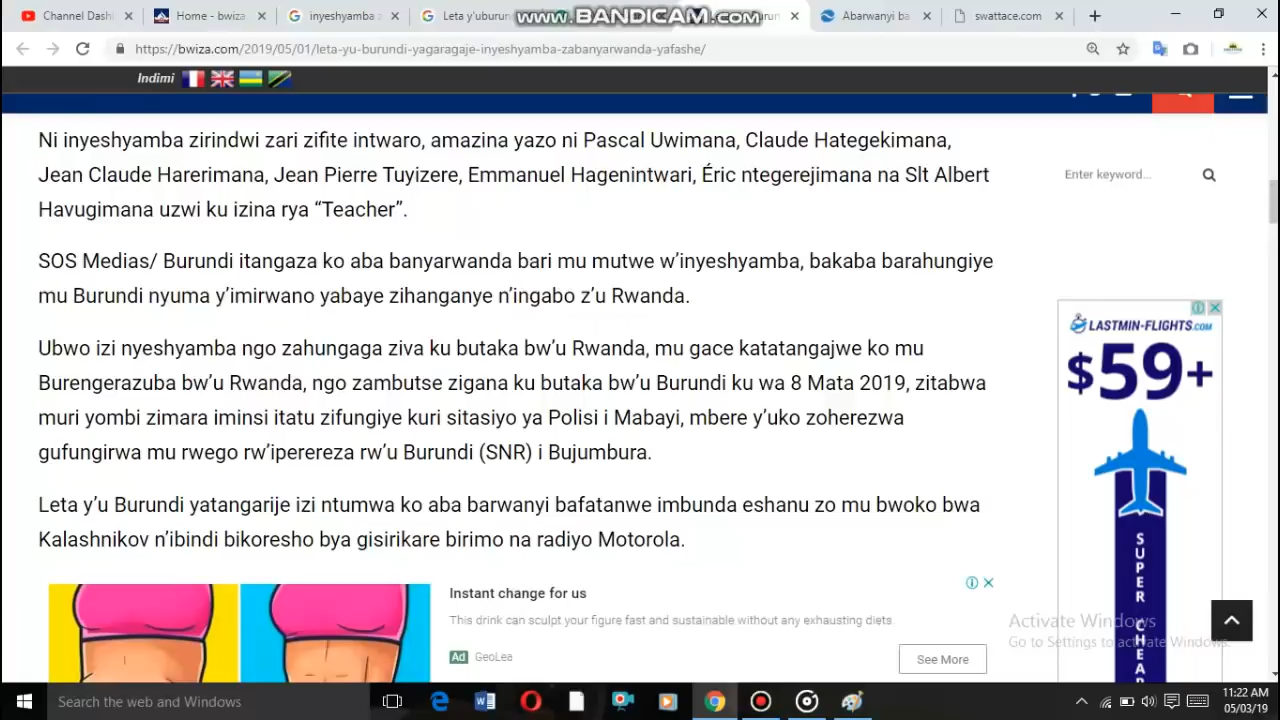 Channel Dashl
Home - bwiza
inyeshyamba z
Leta y'uburun
www.BANDICAM.com
Burun
Abarwanyi ba
swattace.com
https://bwiza.com/2019/05/01/leta-yu-burundi-yagaragaje-inyeshyamba-zabanyarwanda-yafashe/
Indimi
Ni inyeshyamba zirindwi zari zifite intwaro, amazina yazo ni Pascal Uwimana, Claude Hategekimana,
Jean Claude Harerimana, Jean Pierre Tuyizere, Emmanuel Hagenintwari, Éric ntegerejimana na Slt Albert
Havugimana uzwi ku izina rya “Teacher”.
Enter keyword...
SOS Medias/ Burundi itangaza ko aba banyarwanda bari mu mutwe w’inyeshyamba, bakaba barahungiye
mu Burundi nyuma y’imirwano yabaye zihanganye n’ingabo z’u Rwanda.
Ubwo izi nyeshyamba ngo zahungaga ziva ku butaka bw’u Rwanda, mu gace katatangajwe ko mu
Burengerazuba bw’u Rwanda, ngo zambutse zigana ku butaka bw’u Burundi ku wa 8 Mata 2019, zitabwa
muri yombi zimara iminsi itatu zifungiye kuri sitasiyo ya Polisi i Mabayi, mbere y’uko zoherezwa
gufungirwa mu rwego rw’iperereza rw’u Burundi (SNR) i Bujumbura.
Leta y’u Burundi yatangarije izi ntumwa ko aba barwanyi bafatanwe imbunda eshanu zo mu bwoko bwa
Kalashnikov n’ibindi bikoresho bya gisirikare birimo na radiyo Motorola.
LASTMIN-FLIGHTS.COM
$59+
SUPER CHEA
Instant change for us
This drink can sculpt your figure fast and sustainable without any exhausting diets.
Ad GeoLea
See More
Activate Windows
Go to Settings to activate Windows.
Search the web and Windows
11:22 AM
05/03/19